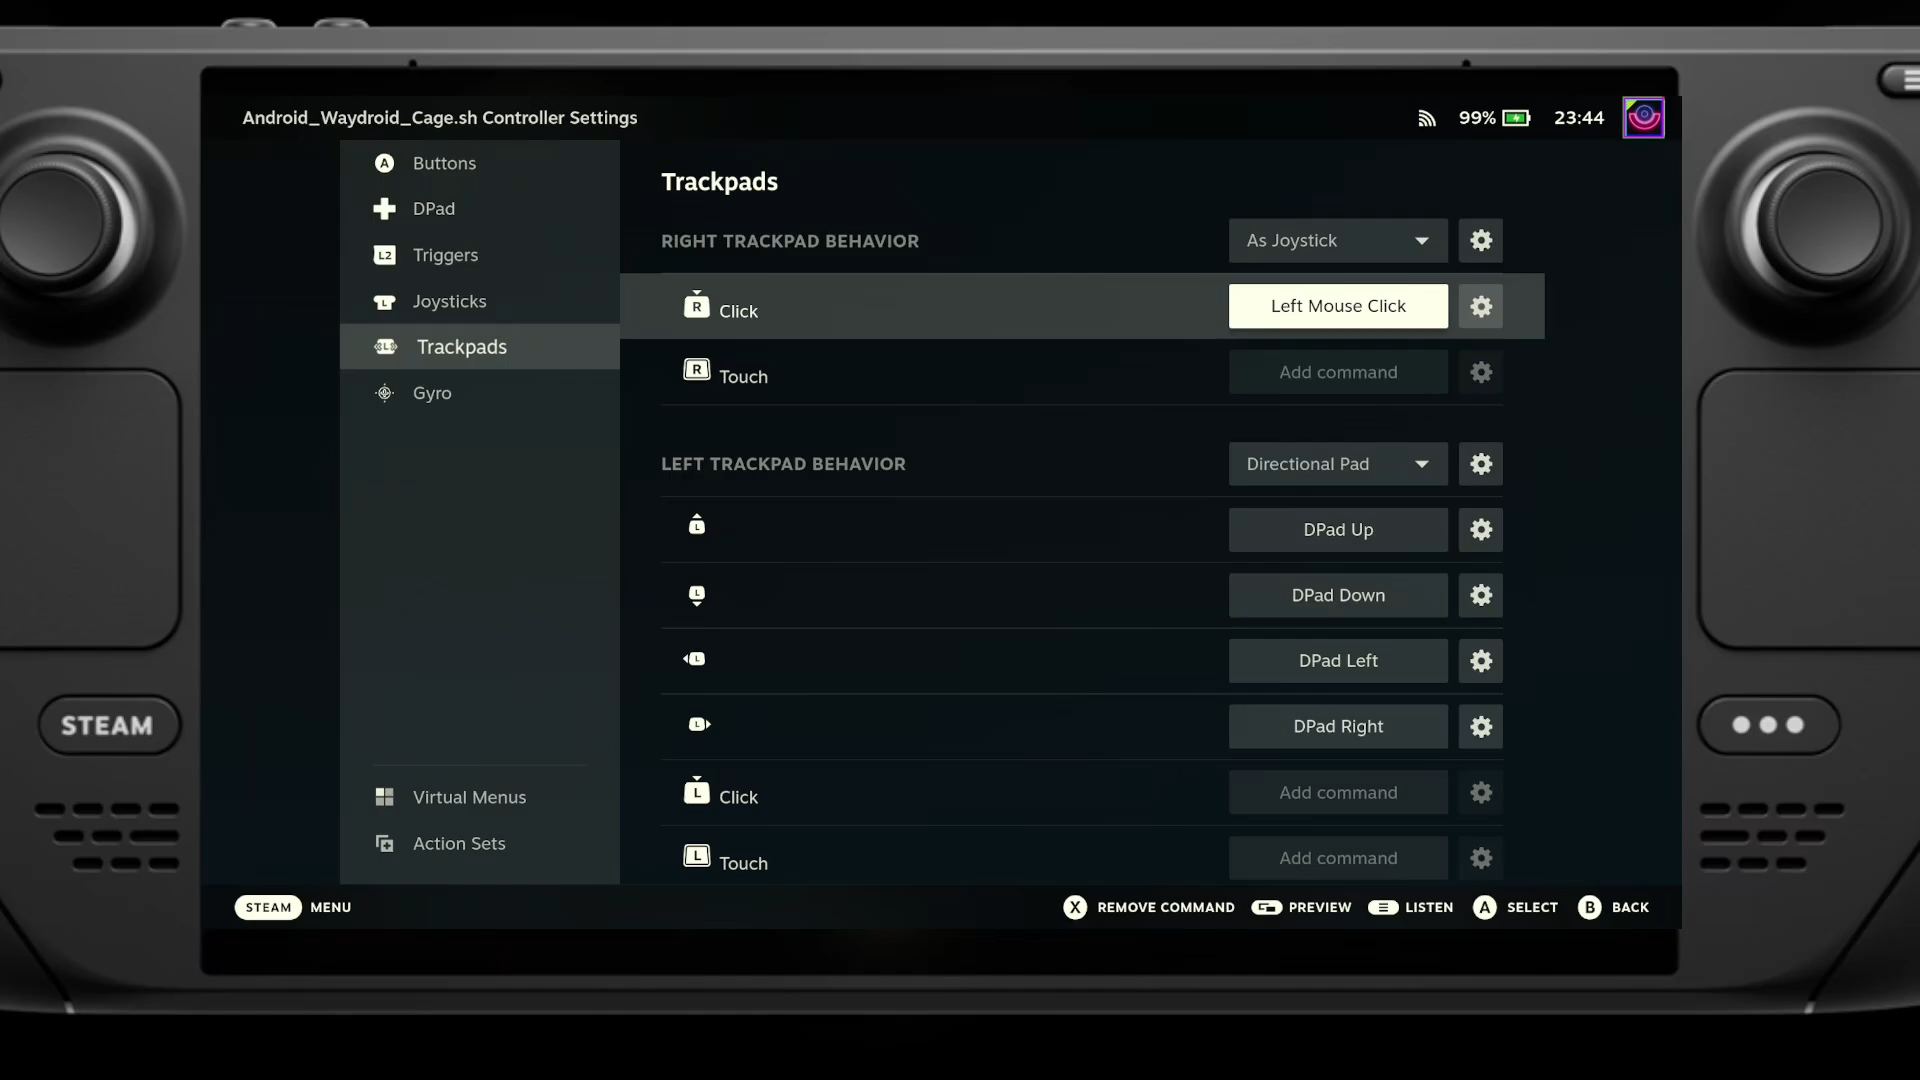 Android_Waydroid_Cage.sh Controller Settings
99%
23:44
A Buttons
DPad
L2 Triggers
L Joysticks
L Trackpads
Gyro
Virtual Menus
Action Sets
Trackpads
RIGHT TRACKPAD BEHAVIOR
As Joystick
R Click
Left Mouse Click
R Touch
Add command
LEFT TRACKPAD BEHAVIOR
Directional Pad
L
DPad Up
L
DPad Down
L
DPad Left
L
DPad Right
L Click
Add command
L Touch
Add command
STEAM
STEAM MENU
X REMOVE COMMAND
PREVIEW
LISTEN
A SELECT
B BACK